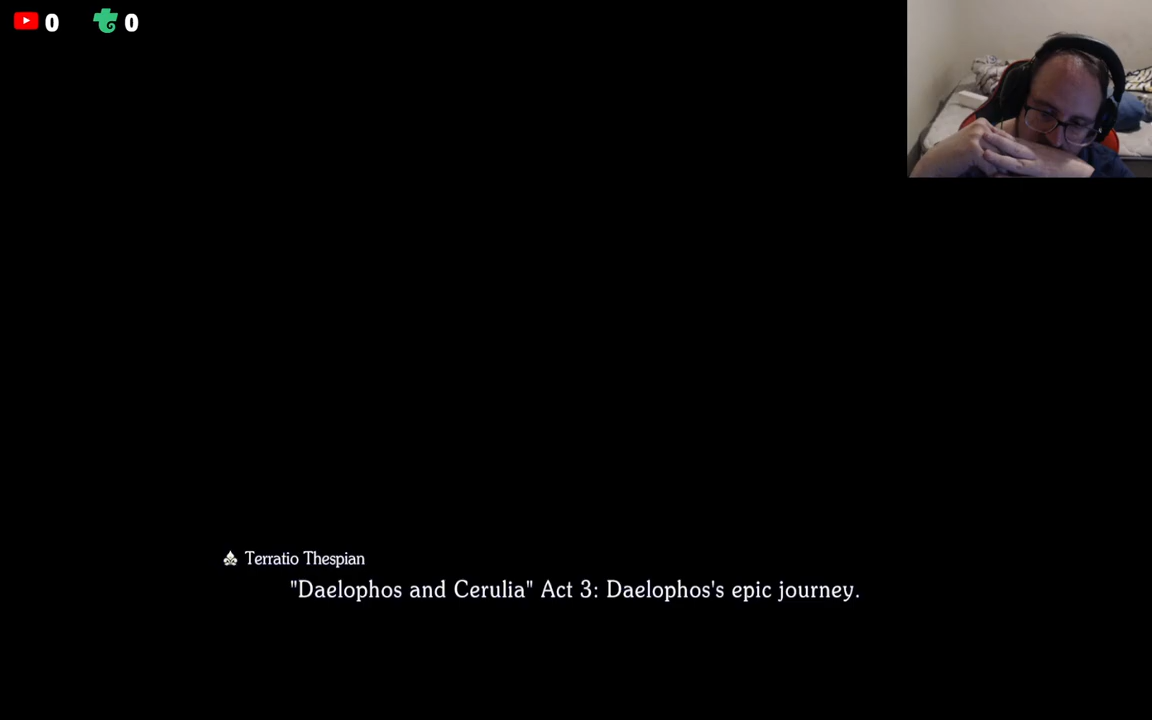 0 0
Terratio Thespian
"Daelophos and Cerulia" Act 3: Daelophos's epic journey.